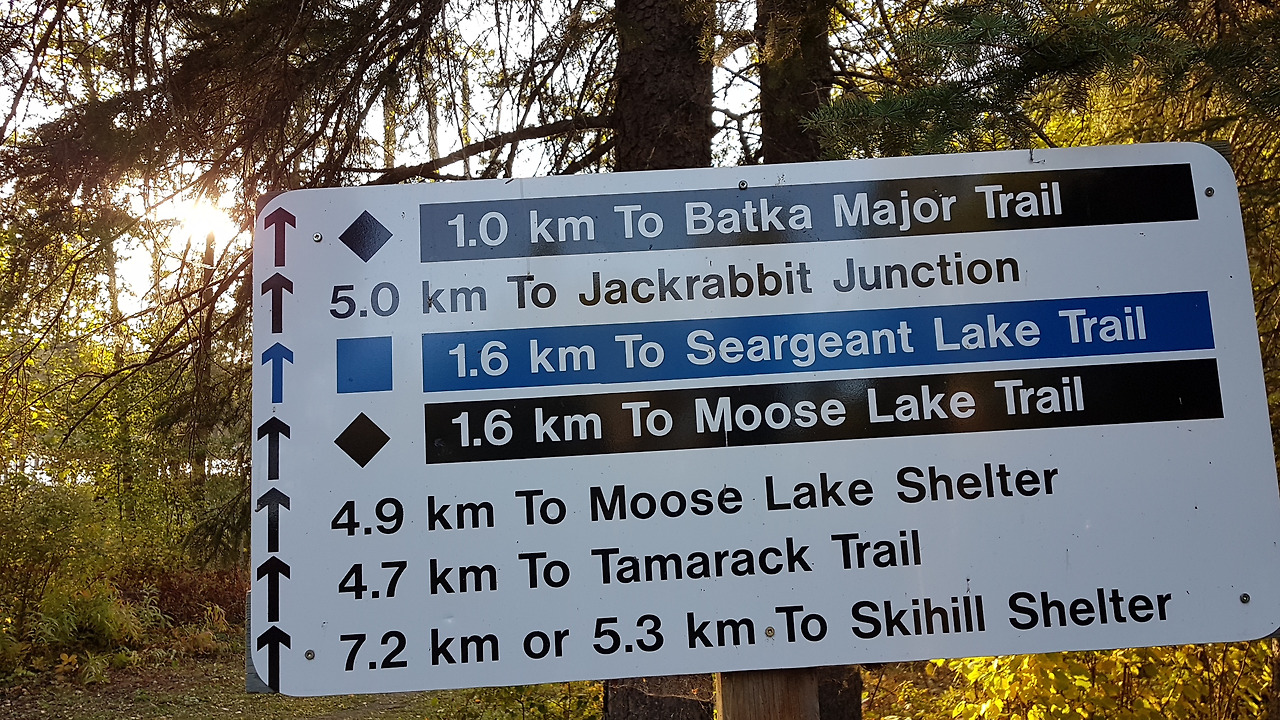 1.0 km To Batka Major Trail
5.0 km To Jackrabbit Junction
1.6 km To Seargeant Lake Trail
1.6 km To Moose Lake Trail
4.9 km To Moose Lake Shelter
4.7 km To Tamarack Trail
7.2 km or 5.3 km To Skihill Shelter